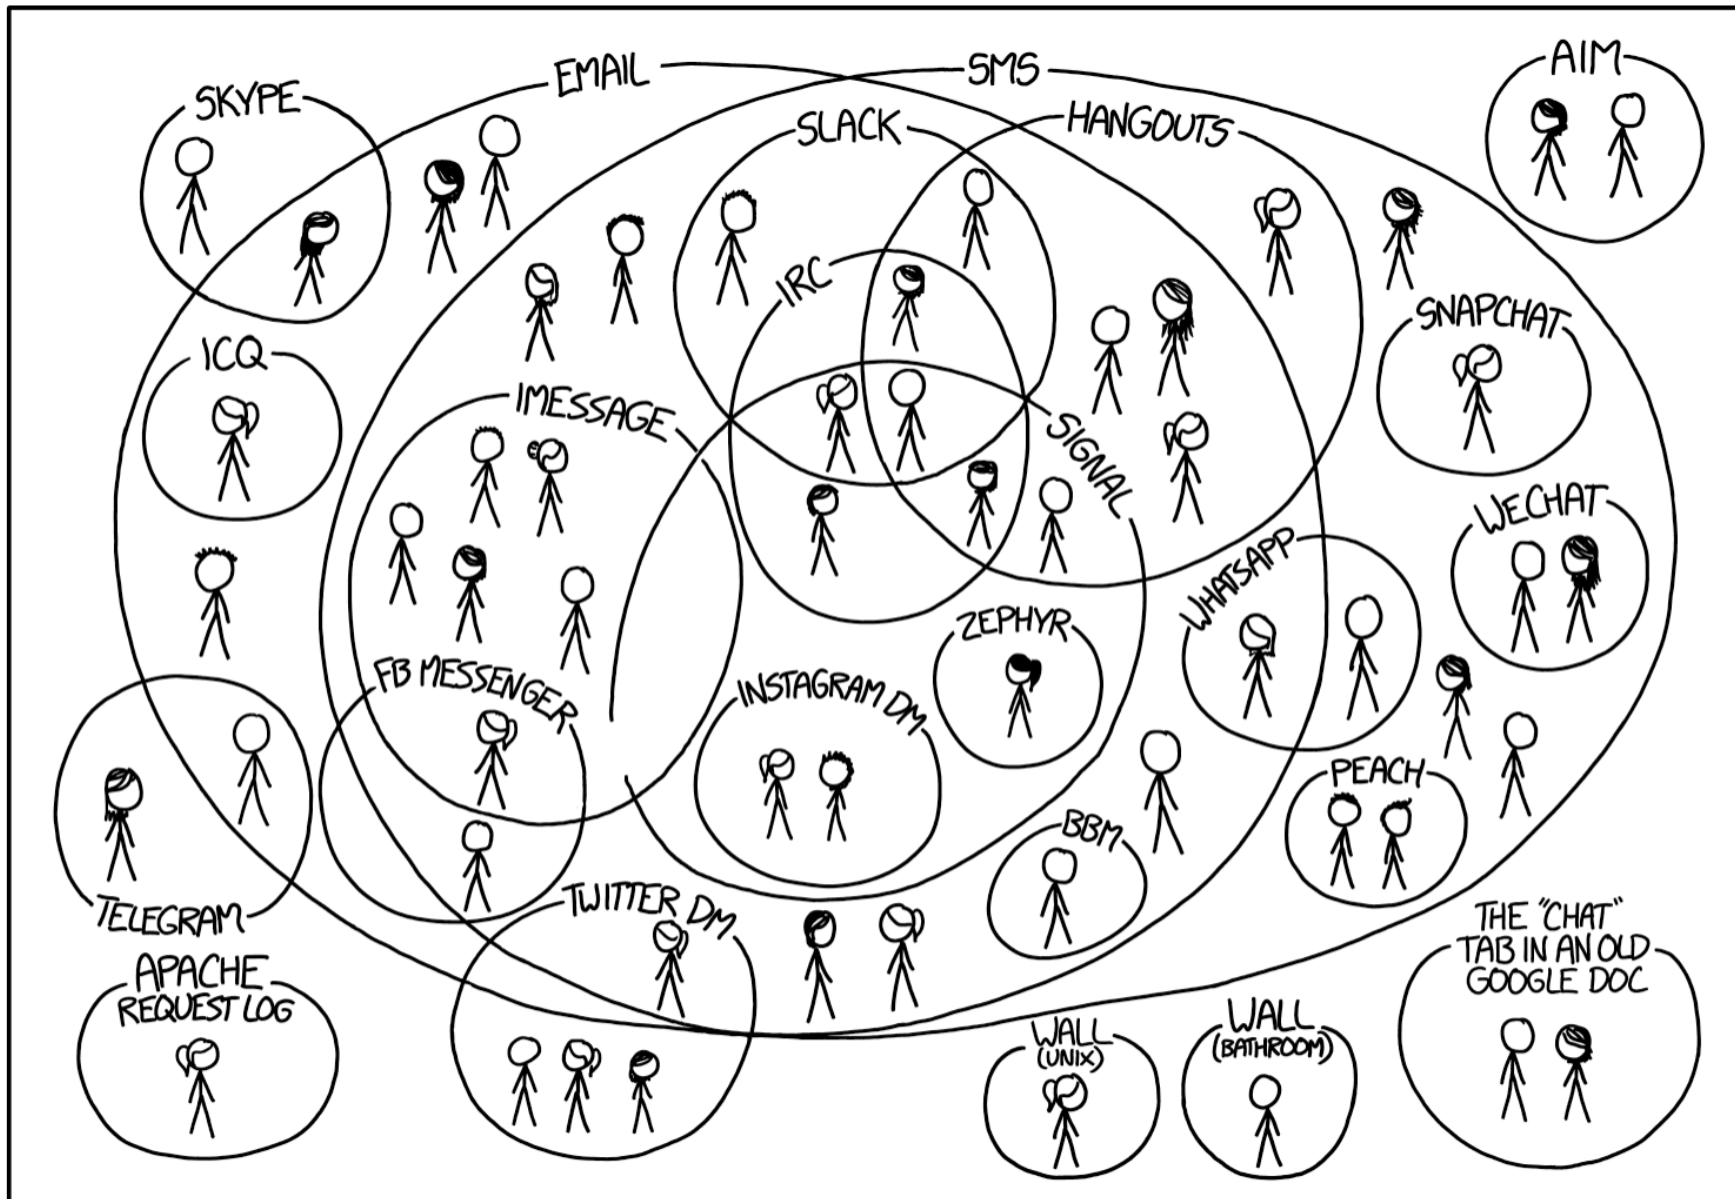 SKYPE
EMAIL
SMS
AIM
SLACK
HANGOUTS
IRC
SNAPCHAT
ICQ
IMESSAGE
SIGNAL
WECHAT
WHATSAPP
ZEPHYR
FB MESSENGER
INSTAGRAM DM
PEACH
BBM
TELEGRAM
TWITTER DM
THE "CHAT"
TAB IN AN OLD
GOOGLE DOC
APACHE
REQUEST LOG
WALL
(UNIX)
WALL
(BATHROOM)